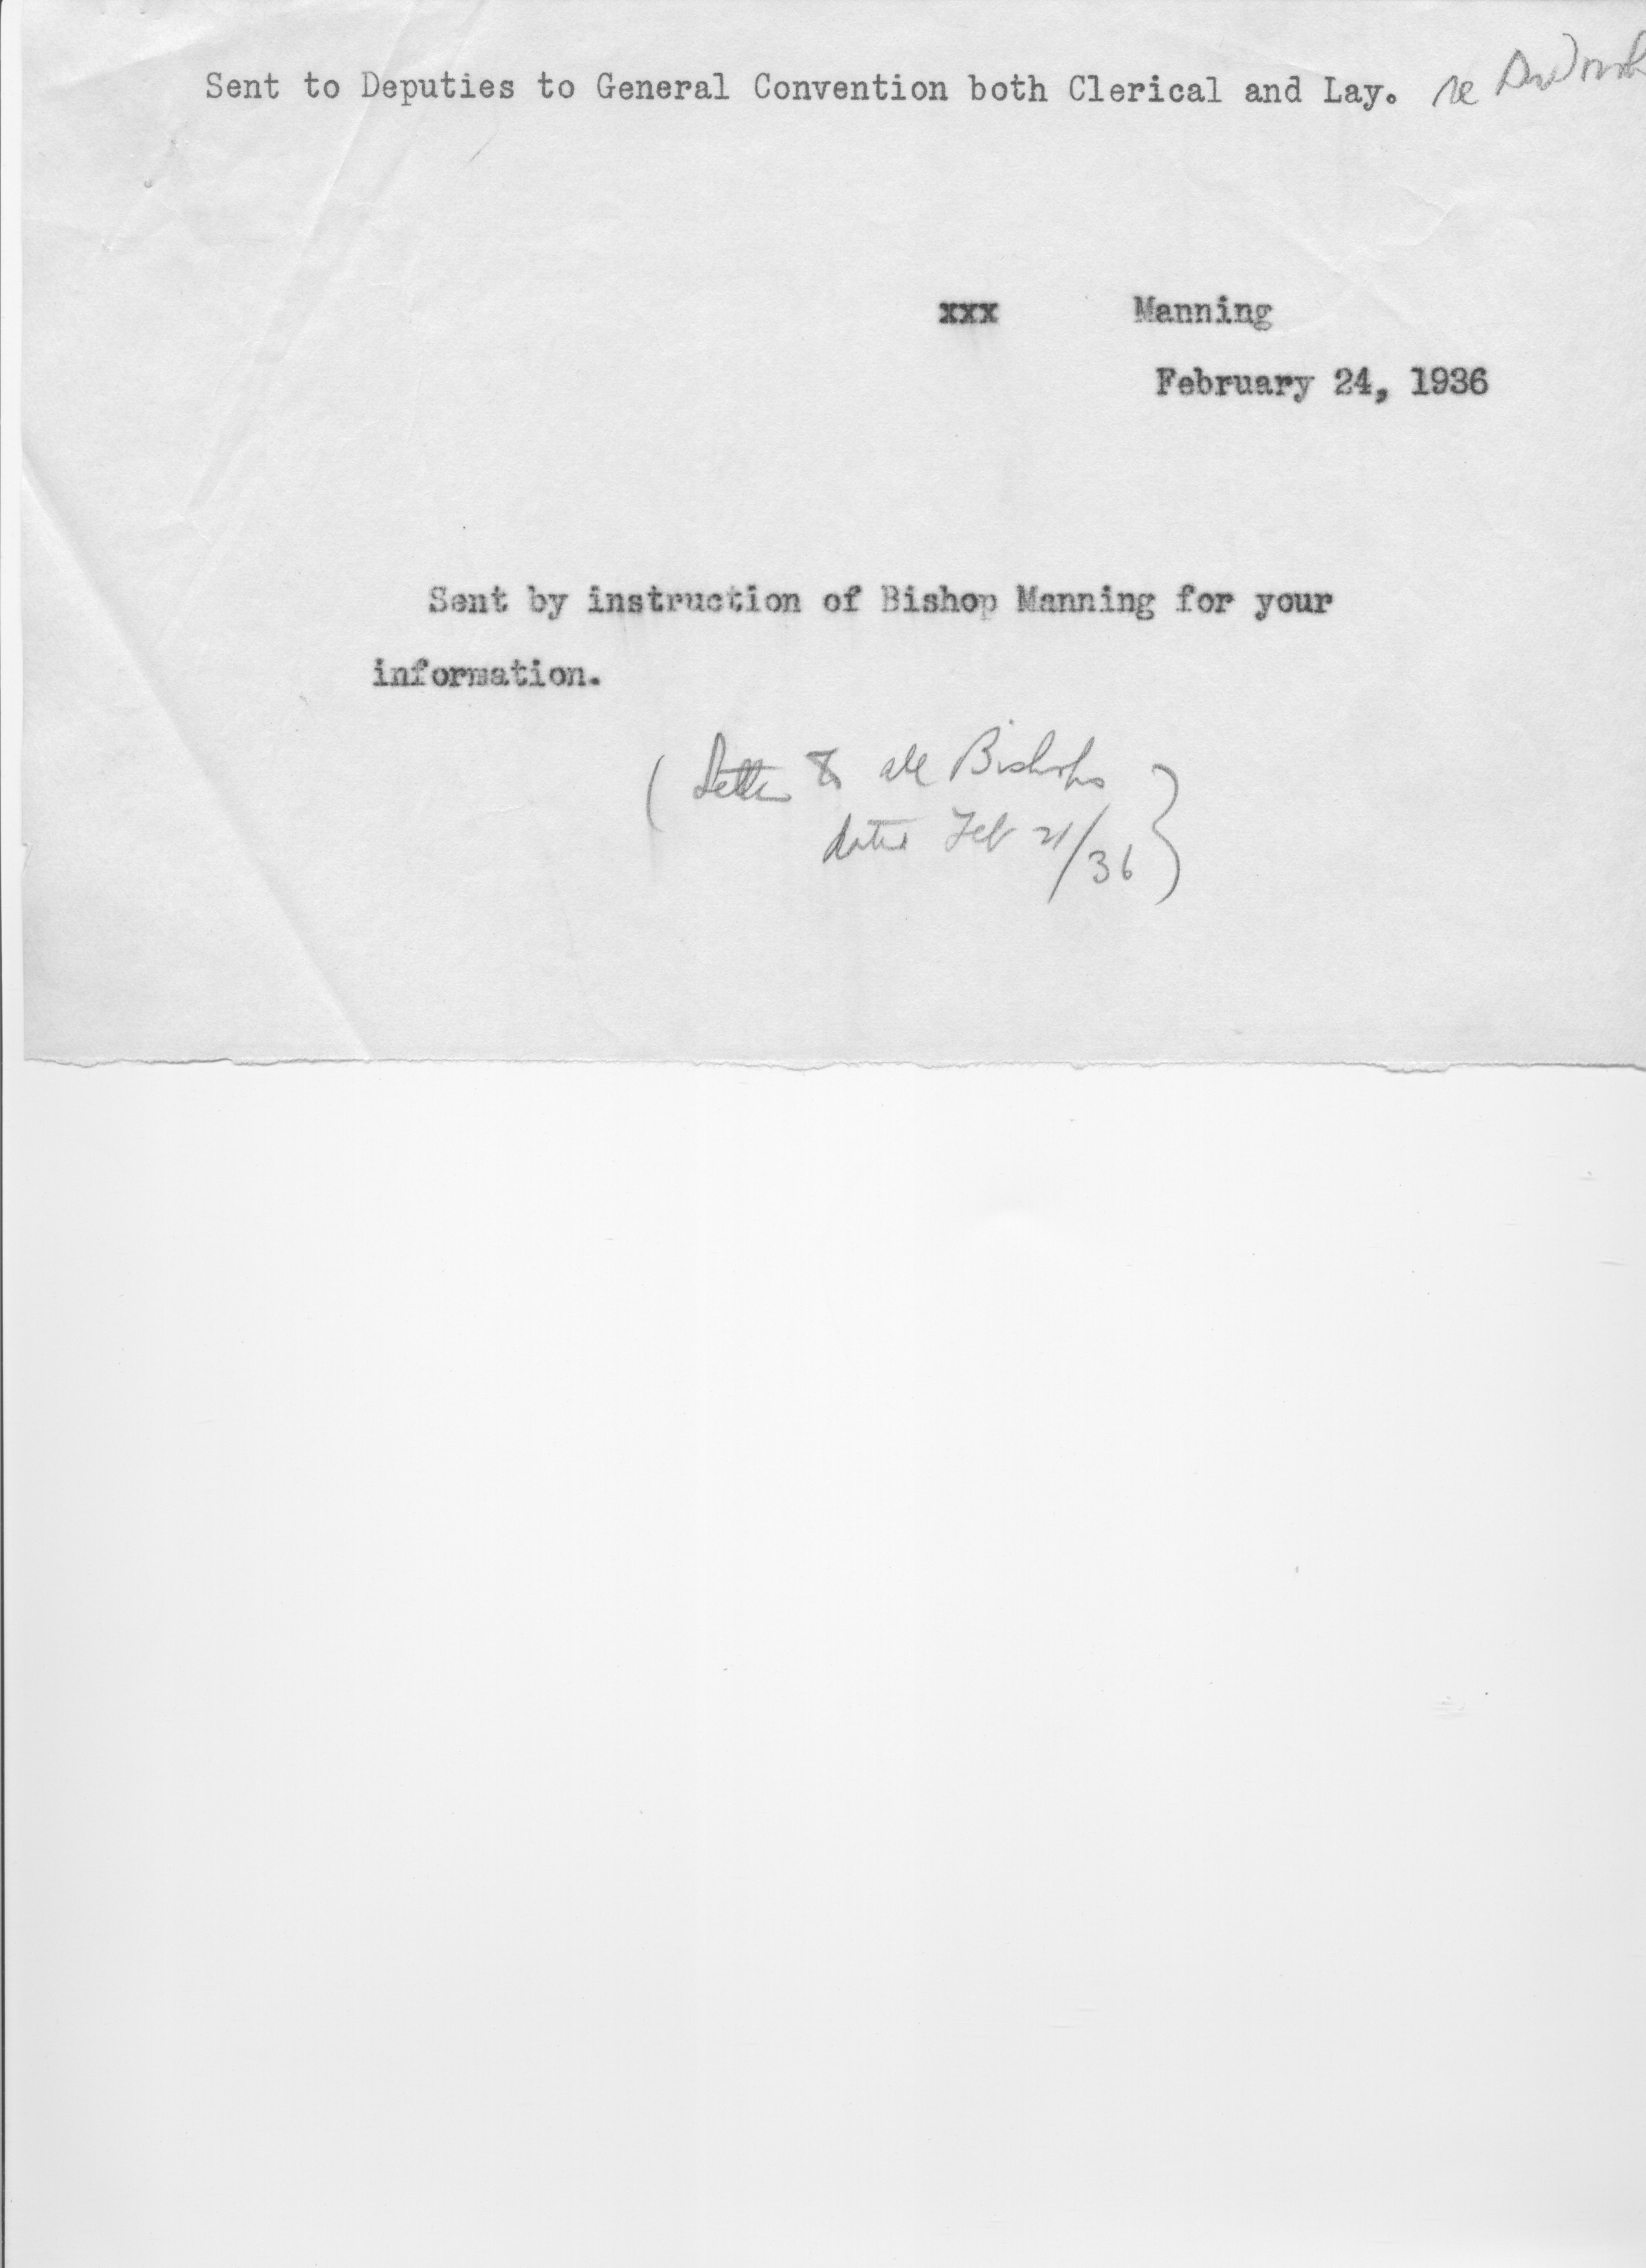 Sent to Deputies to General Convention both Clerical and Lay. re
xxx Manning
February 24, 1936
Sent by instruction of Bishop Manning for your
information.
(Letter to all Bishops
dated Feb 21/36)